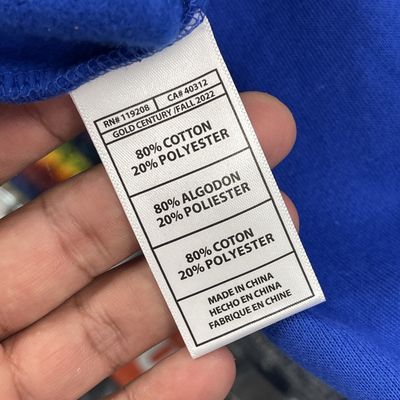 RN# 119208 CA# 40312
GOLD CENTURY /FALL 2022
80% COTTON
20% POLYESTER
80% ALGODON
20% POLIESTER
80% COTON
20% POLYESTER
MADE IN CHINA
HECHO EN CHINA
FABRIQUE EN CHINE